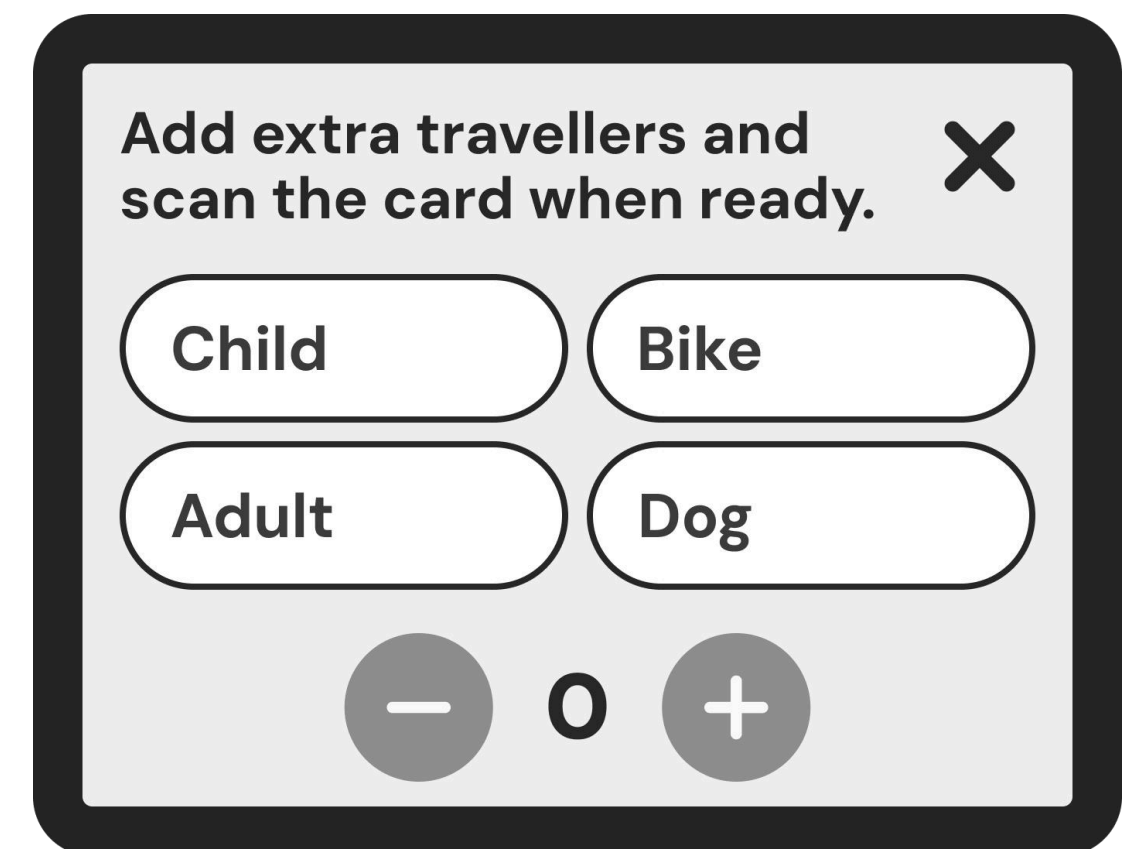 Add extra travellers and
scan the card when ready.
Child
Bike
Adult
Dog
0